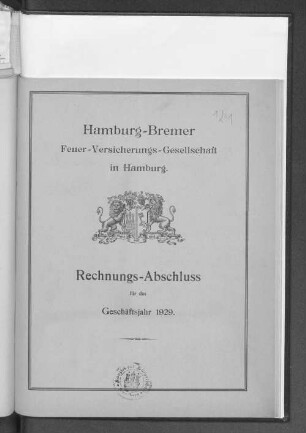 Hamburg-Bremer
Feuer-Versicherungs-Gesellschaft
in Hamburg.
Rechnungs-Abschluss
für das
Geschäftsjahr 1929.